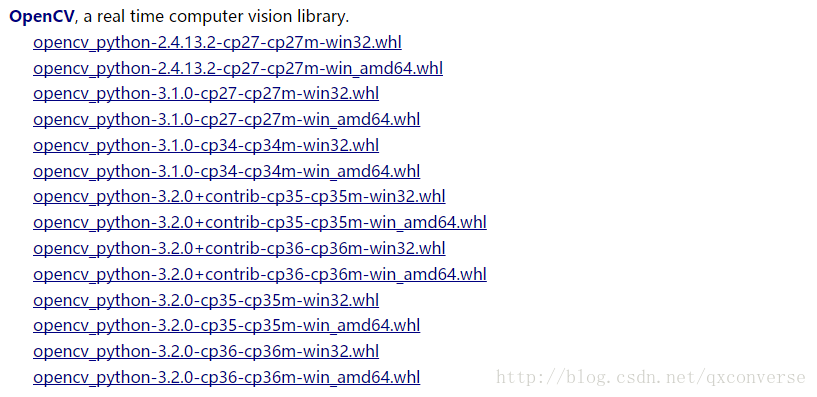 OpenCV, a real time computer vision library.
opencv_python-2.4.13.2-cp27-cp27m-win32.whl
opencv_python-2.4.13.2-cp27-cp27m-win_amd64.whl
opencv_python-3.1.0-cp27-cp27m-win32.whl
opencv_python-3.1.0-cp27-cp27m-win_amd64.whl
opencv_python-3.1.0-cp34-cp34m-win32.whl
opencv_python-3.1.0-cp34-cp34m-win_amd64.whl
opencv_python-3.2.0+contrib-cp35-cp35m-win32.whl
opencv_python-3.2.0+contrib-cp35-cp35m-win_amd64.whl
opencv_python-3.2.0+contrib-cp36-cp36m-win32.whl
opencv_python-3.2.0+contrib-cp36-cp36m-win_amd64.whl
opencv_python-3.2.0-cp35-cp35m-win32.whl
opencv_python-3.2.0-cp35-cp35m-win_amd64.whl
opencv_python-3.2.0-cp36-cp36m-win32.whl
opencv_python-3.2.0-cp36-cp36m-win_amd64.whl
http://blog.csdn.net/qxconverse